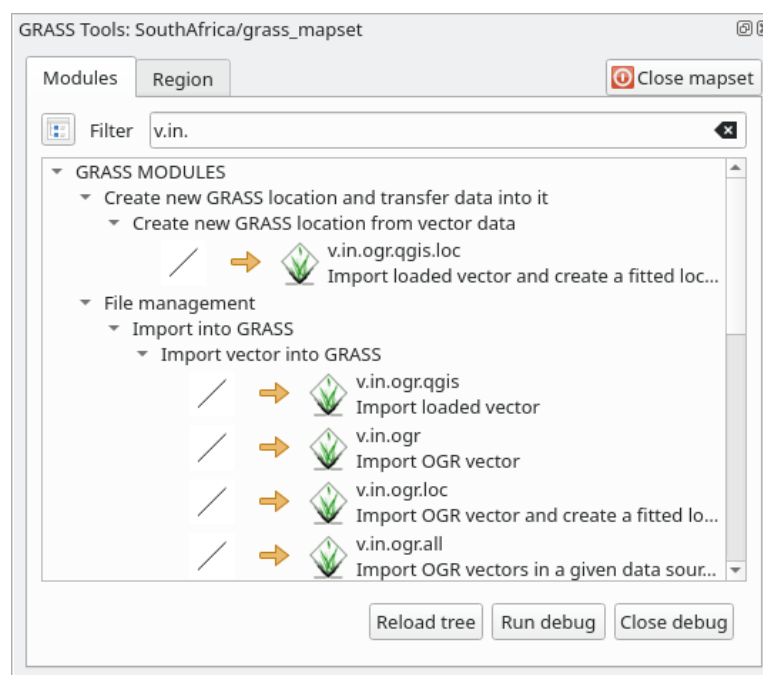 GRASS Tools: SouthAfrica/grass_mapset
Modules
Region
Close mapset
Filter
v.in.
GRASS MODULES
Create new GRASS location and transfer data into it
Create new GRASS location from vector data
v.in.ogr.qgis.loc
Import loaded vector and create a fitted loc...
File management
Import into GRASS
Import vector into GRASS
v.in.ogr.qgis
Import loaded vector
v.in.ogr
Import OGR vector
v.in.ogr.loc
Import OGR vector and create a fitted lo...
v.in.ogr.all
Import OGR vectors in a given data sour...
Reload tree
Run debug
Close debug